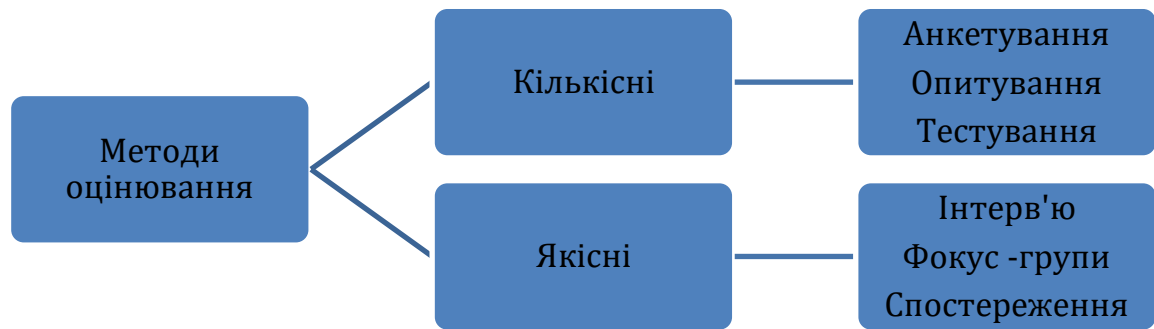 Методи
оцінювання
Кількісні
Анкетування
Опитування
Тестування
Якісні
Інтерв'ю
Фокус -групи
Спостереження